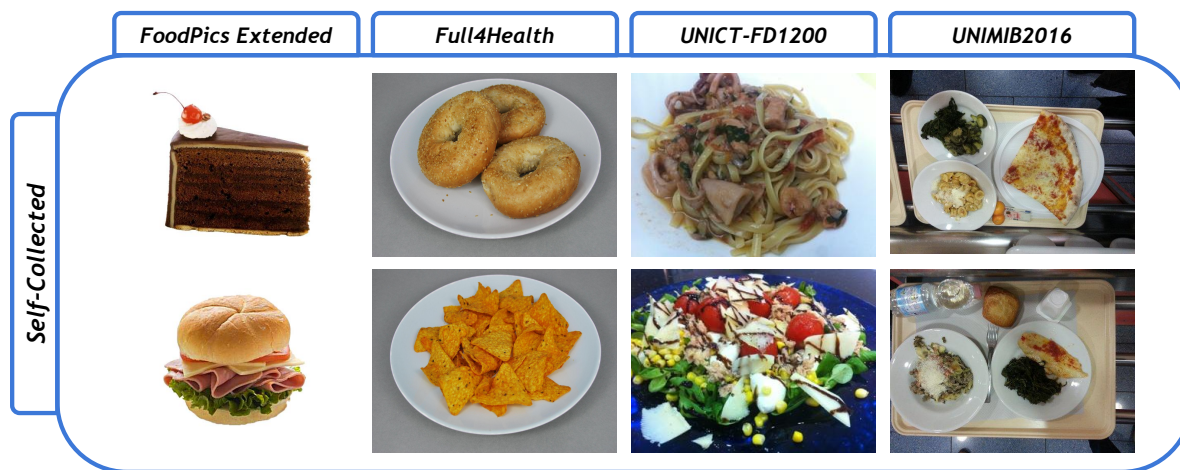 FoodPics Extended
Full4Health
UNICT-FD1200
UNIMIB2016
Self-Collected